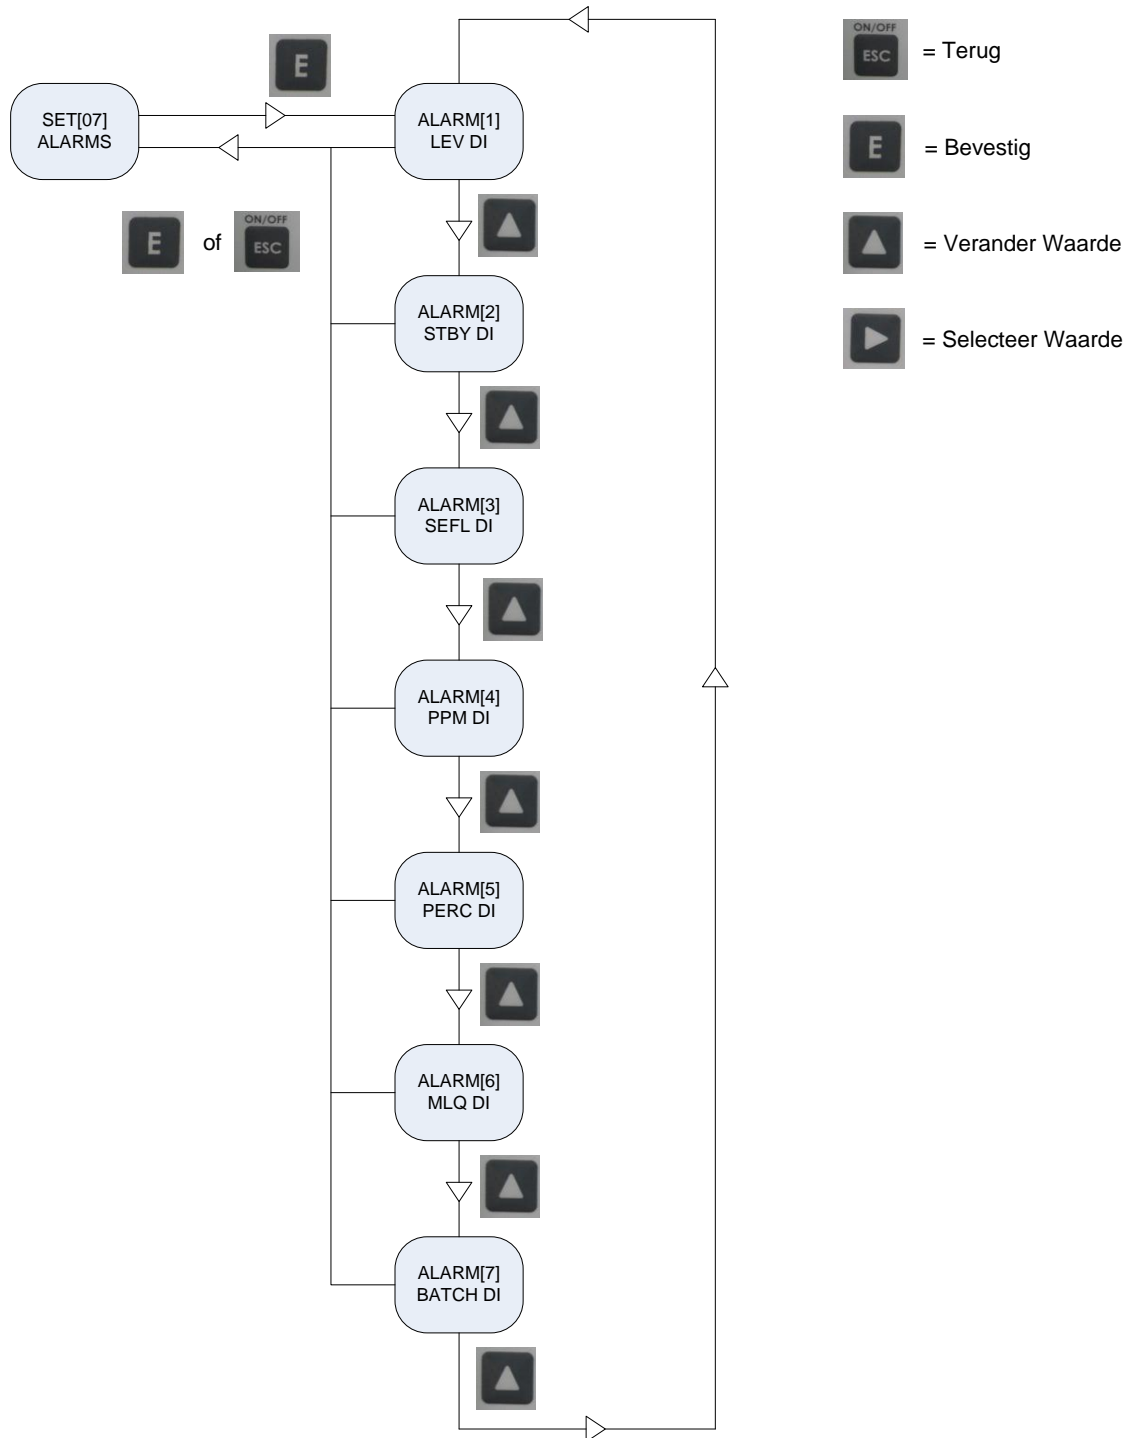 E
SET[07]
ALARMS
ALARM[1]
LEV DI
E
of
ON/OFF
ESC
ALARM[2]
STBY DI
ALARM[3]
SEFL DI
ALARM[4]
PPM DI
ALARM[5]
PERC DI
ALARM[6]
MLQ DI
ALARM[7]
BATCH DI
ON/OFF
ESC
= Terug
E
= Bevestig
= Verander Waarde
= Selecteer Waarde